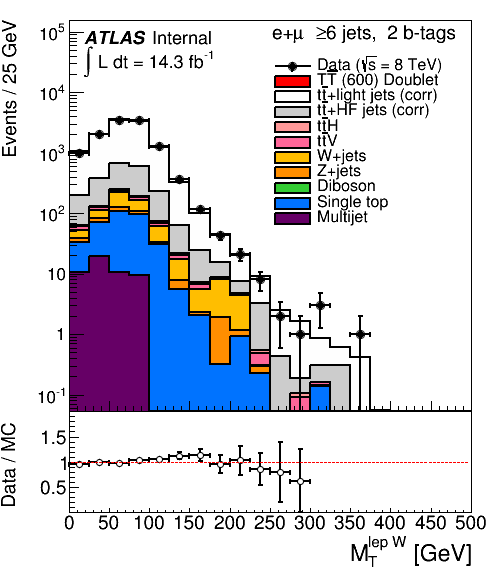 ATLAS Internal
∫ L dt = 14.3 fb⁻¹
e+μ ≥6 jets, 2 b-tags
Data (√s = 8 TeV)
TT̅ (600) Doublet
tt̅+light jets (corr)
tt̅+HF jets (corr)
tt̅H
tt̅V
W+jets
Z+jets
Diboson
Single top
Multijet
Events / 25 GeV
10⁵
10⁴
10³
10²
10
1
10⁻¹
Data / MC
1.5
1
0.5
0 50 100 150 200 250 300 350 400 450 500
M_T^{lep W} [GeV]